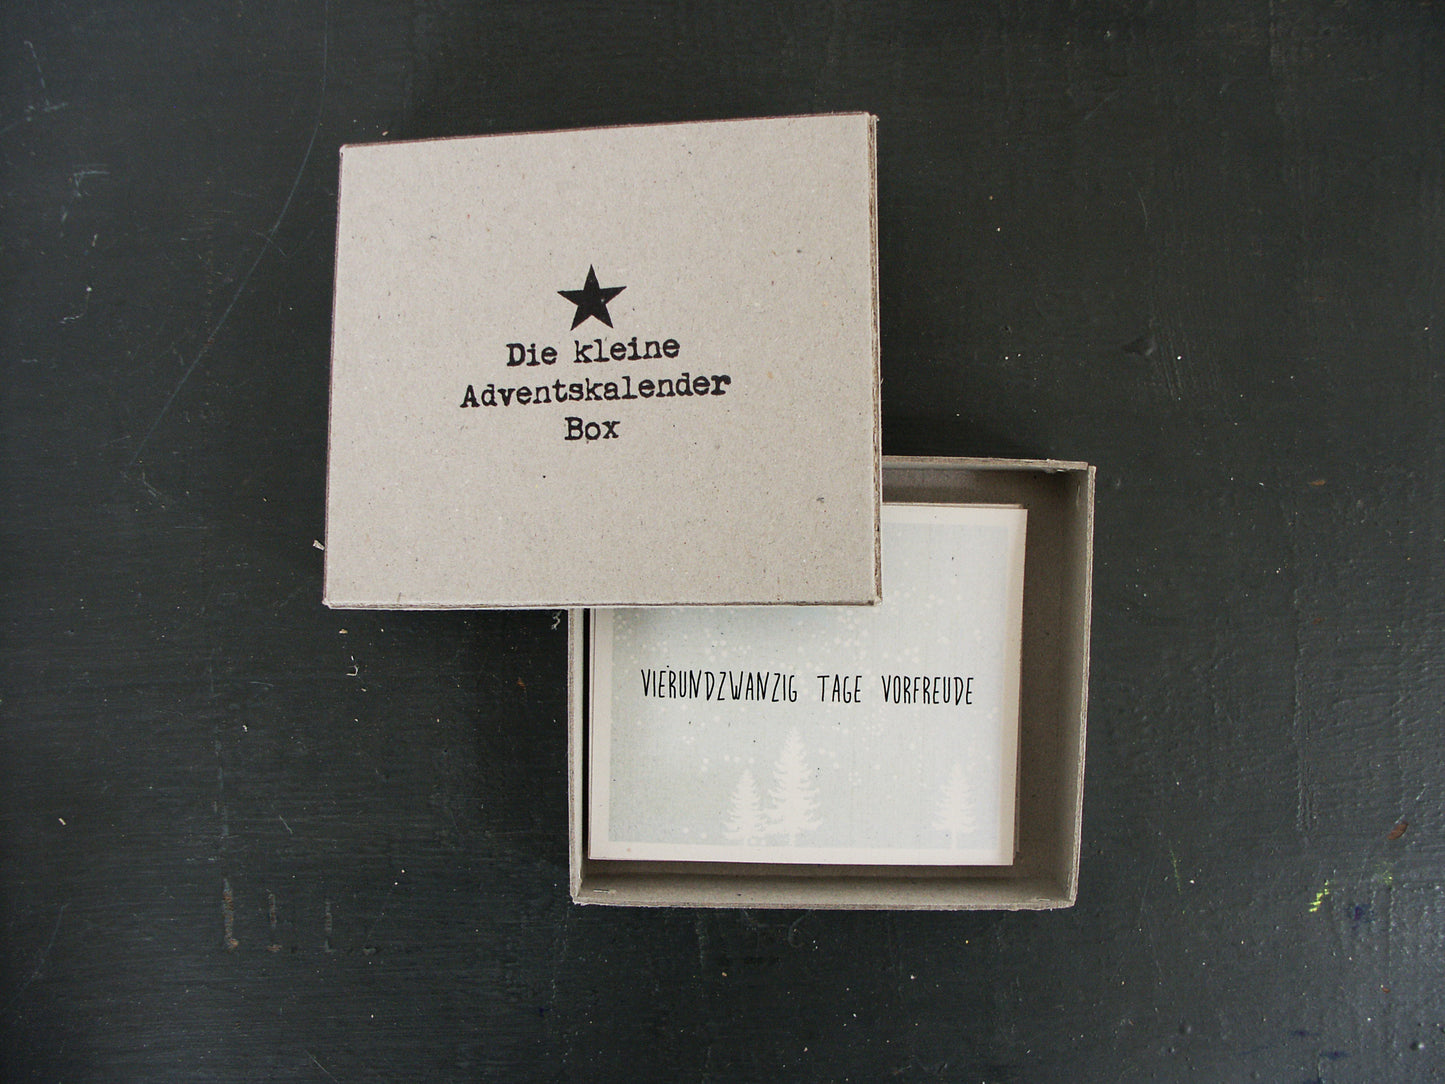 Die kleine
Adventskalender
Box
VIERUNDZWANZIG TAGE VORFREUDE